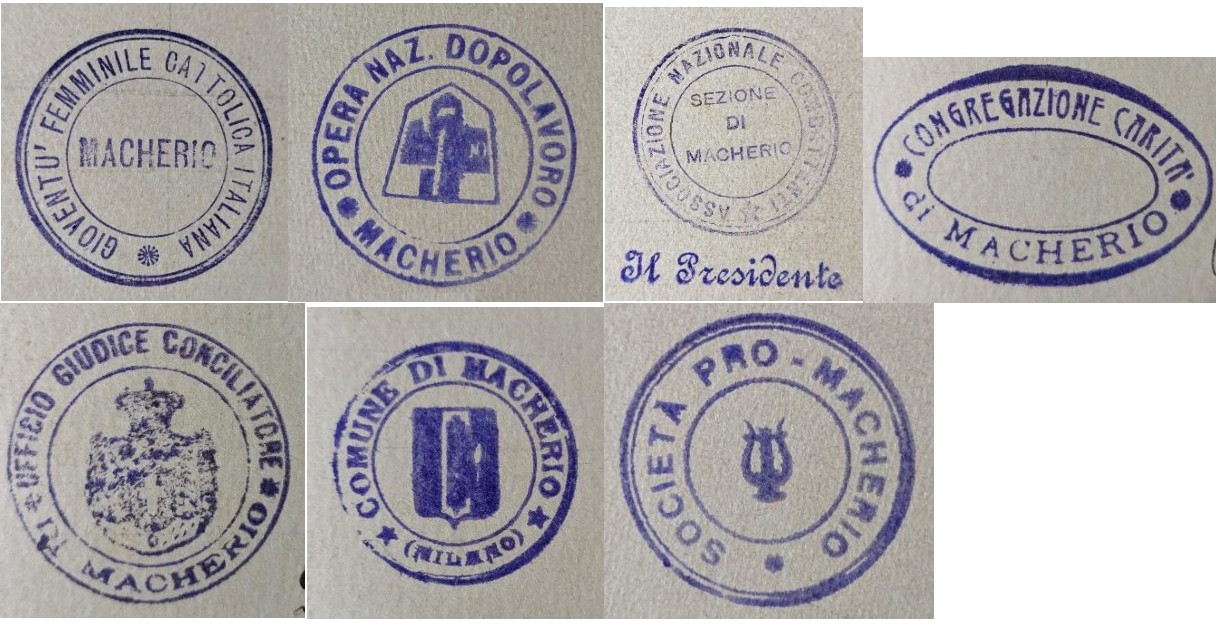 GIOVENTU' FEMMINILE CATTOLICA ITALIANA
MACHERIO
OPERA NAZ. DOPOLAVORO
MACHERIO
ASSOCIAZIONE NAZIONALE COMBATTENTI
SEZIONE
DI
MACHERIO
Il Presidente
CONGREGAZIONE CARITA'
di MACHERIO
UFFICIO GIUDICE CONCILIATORE
MACHERIO
COMUNE DI MACHERIO
(MILANO)
SOCIETA PRO-MACHERIO